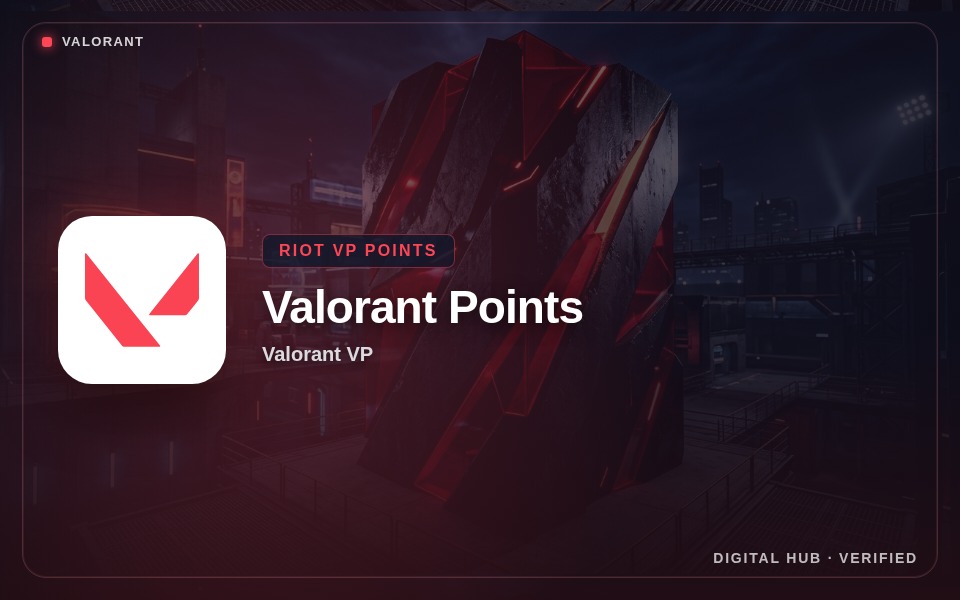 VALORANT
RIOT VP POINTS
Valorant Points
Valorant VP
DIGITAL HUB · VERIFIED